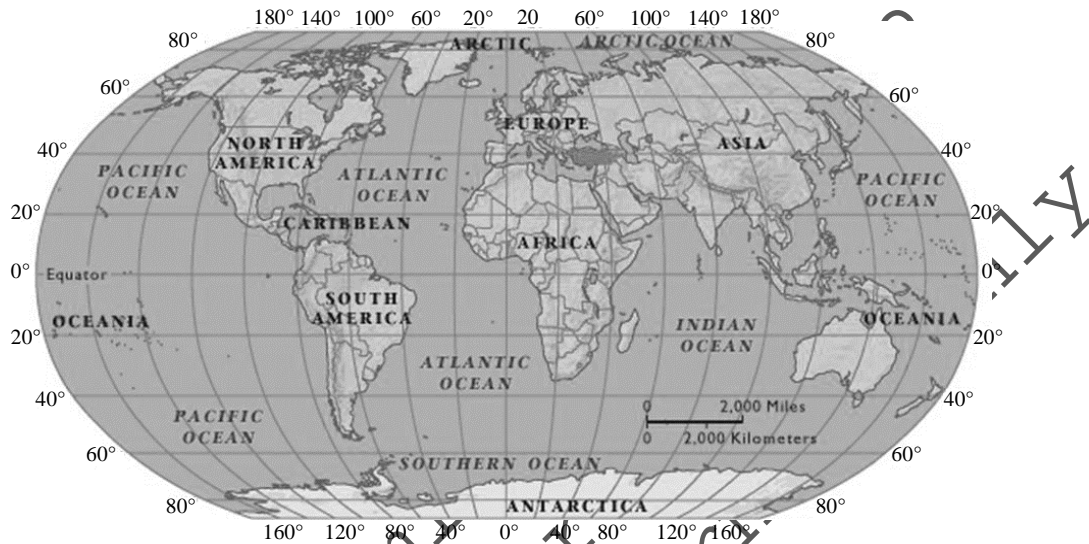 180° 140° 100° 60° 20° 20 60° 100° 140° 180°
80° ARCTIC ARCTIC OCEAN 80°
60° 60°
EUROPE
NORTH AMERICA ASIA
40° 40°
PACIFIC OCEAN ATLANTIC OCEAN PACIFIC OCEAN
20° CARIBBEAN 20°
AFRICA
0° Equator 0°
SOUTH AMERICA
OCEANIA OCEANIA
20° INDIAN OCEAN 20°
ATLANTIC OCEAN
40° 40°
0 2,000 Miles
0 2,000 Kilometers
PACIFIC OCEAN
60° 60°
SOUTHERN OCEAN
80° ANTARCTICA 80°
160° 120° 80° 40° 0° 40° 80° 120° 160°